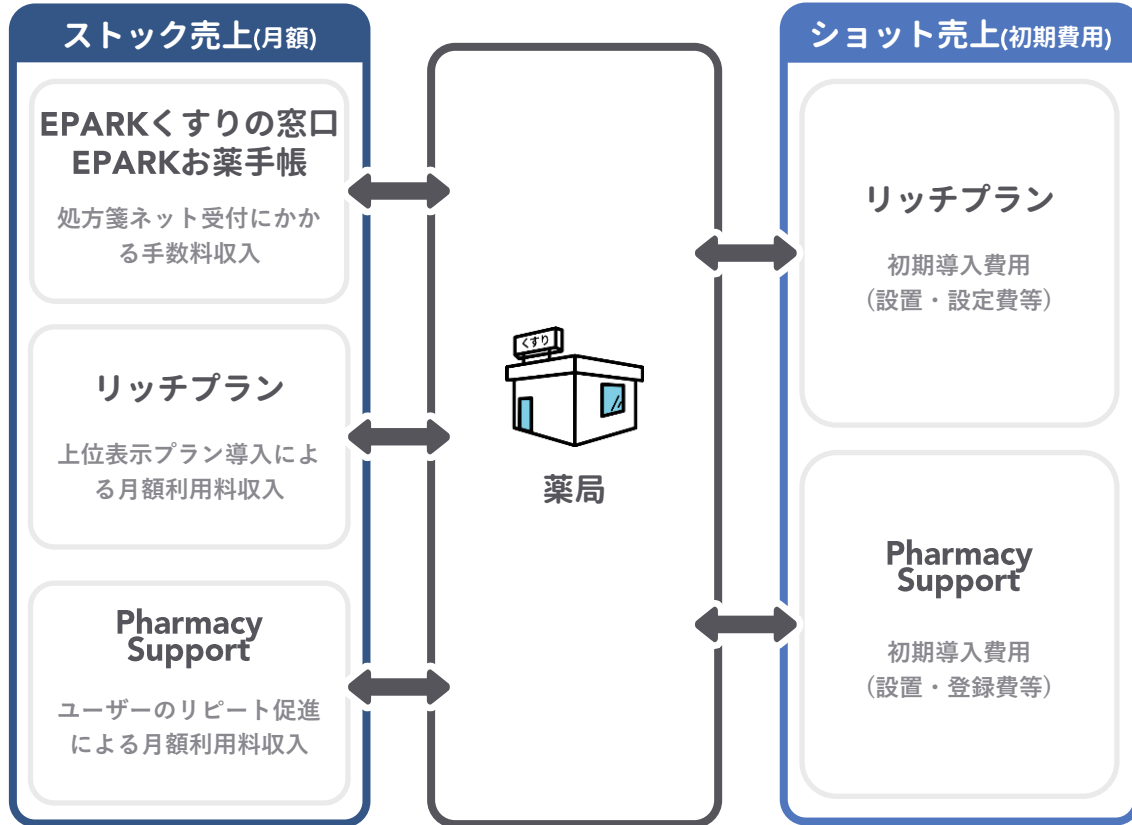 ストック売上(月額)
EPARKくすりの窓口
EPARKお薬手帳
処方箋ネット受付にかか
る手数料収入
リッチプラン
上位表示プラン導入によ
る月額利用料収入
Pharmacy
Support
ユーザーのリピート促進
による月額利用料収入
くすり
薬局
ショット売上(初期費用)
リッチプラン
初期導入費用
(設置・設定費等)
Pharmacy
Support
初期導入費用
(設置・登録費等)